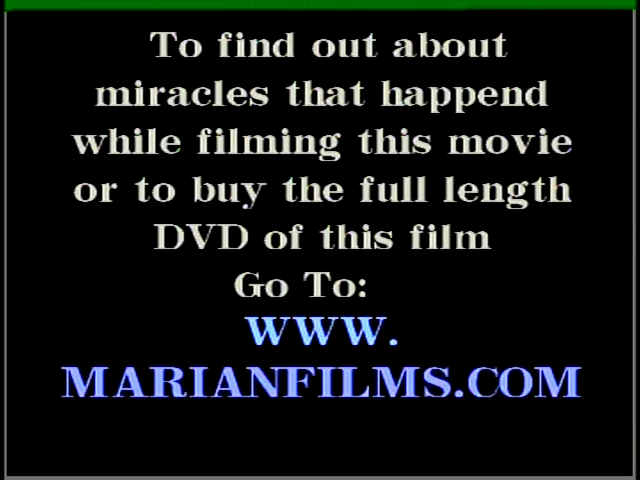 To find out about
miracles that happend
while filming this movie
or to buy the full length
DVD of this film
Go To:
WWW.
MARIANFILMS.COM